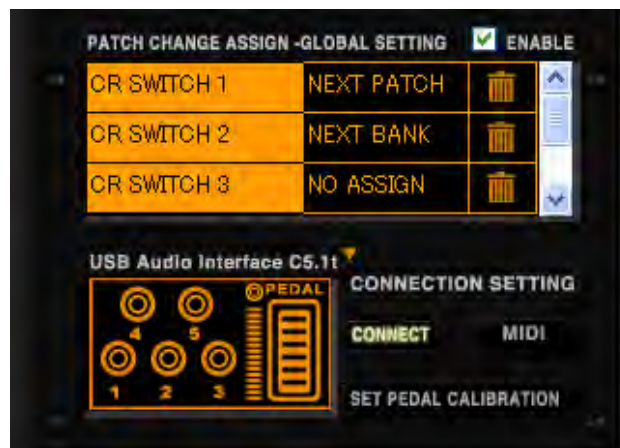 PATCH CHANGE ASSIGN -GLOBAL SETTING ENABLE
CR SWITCH 1 NEXT PATCH
CR SWITCH 2 NEXT BANK
CR SWITCH 3 NO ASSIGN
USB Audio Interface C5.1t
CONNECTION SETTING
PEDAL
4 5
CONNECT MIDI
1 2 3
SET PEDAL CALIBRATION